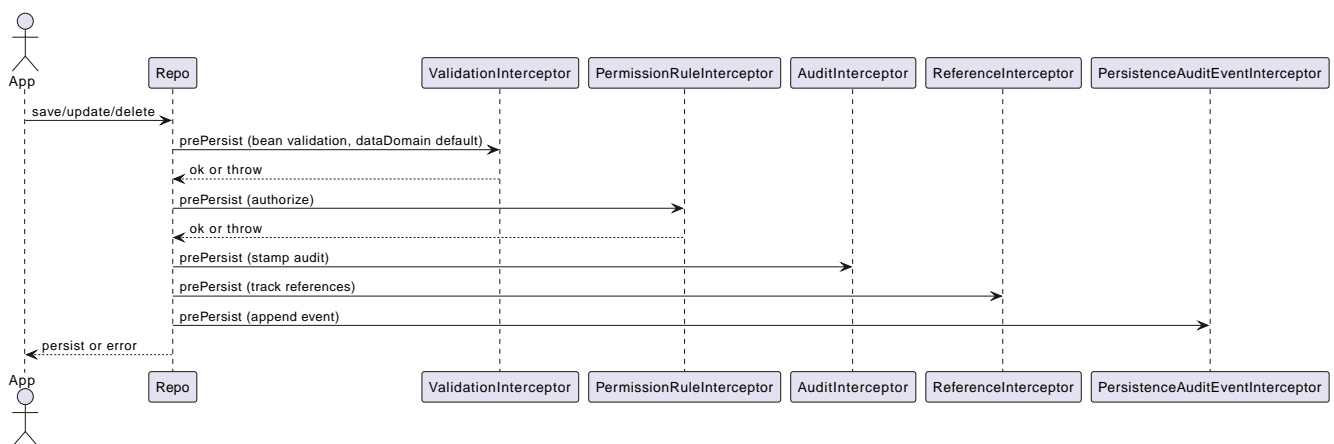 App
Repo
ValidationInterceptor
PermissionRuleInterceptor
AuditInterceptor
ReferenceInterceptor
PersistenceAuditEventInterceptor
save/update/delete
prePersist (bean validation, dataDomain default)
ok or throw
prePersist (authorize)
ok or throw
prePersist (stamp audit)
prePersist (track references)
prePersist (append event)
persist or error
App
Repo
ValidationInterceptor
PermissionRuleInterceptor
AuditInterceptor
ReferenceInterceptor
PersistenceAuditEventInterceptor